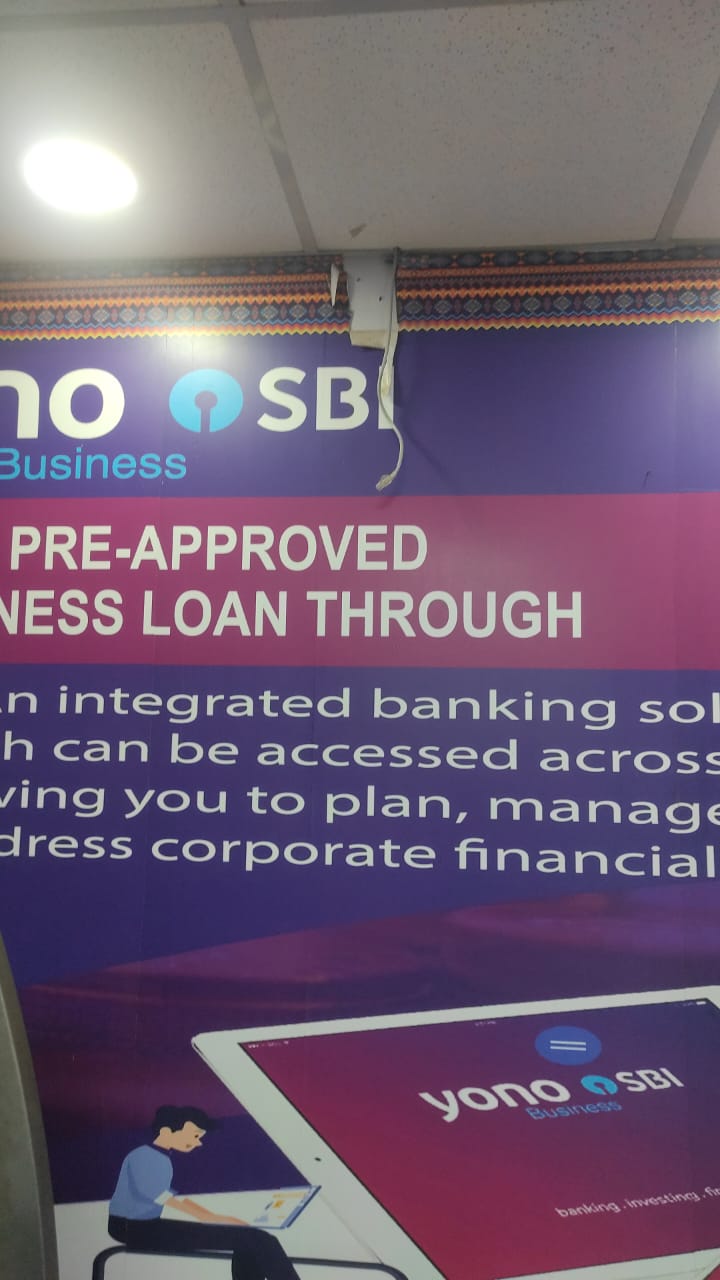 no SBI
Business
PRE-APPROVED
NESS LOAN THROUGH
n integrated banking sol
h can be accessed across
ving you to plan, manage
dress corporate financial
yono SBI
Business
banking . investing . fi